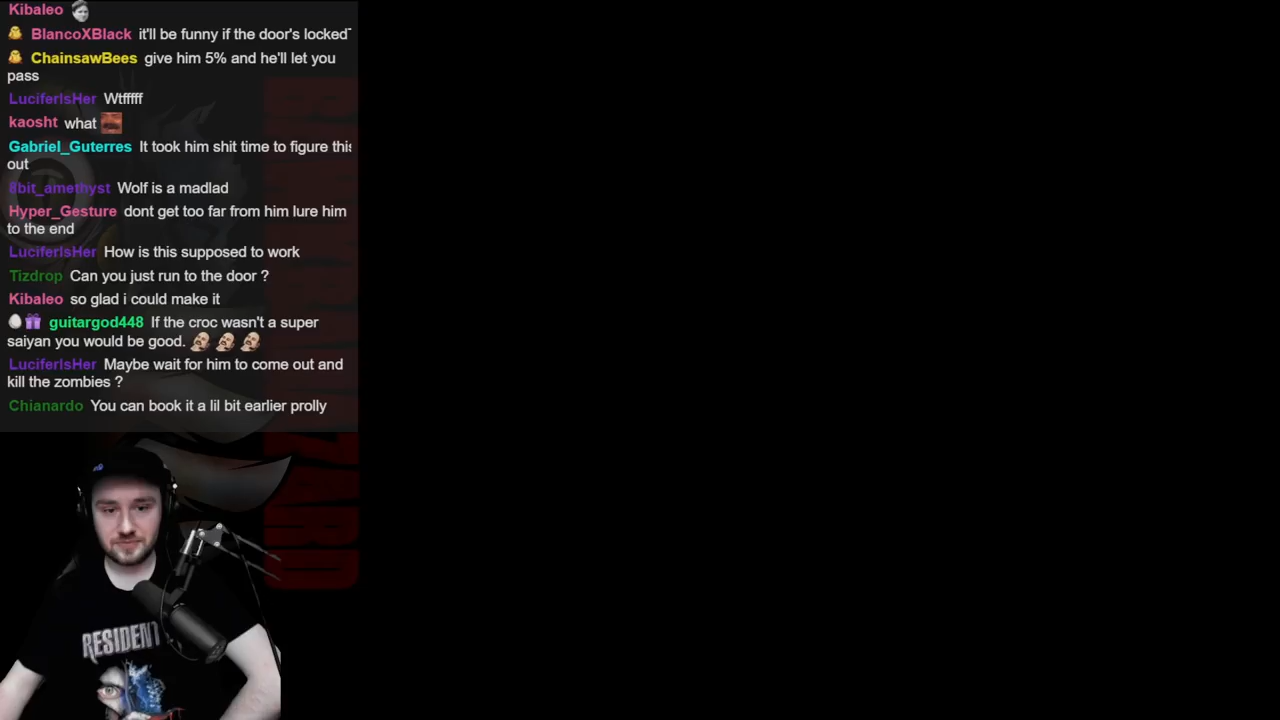 Kibaleo
BlancoXBlack it'll be funny if the door's locked
ChainsawBees give him 5% and he'll let you
pass
LuciferIsHer Wtfffff
kaosht what
Gabriel_Guterres It took him shit time to figure this
out
8bit_amethyst Wolf is a madlad
Hyper_Gesture dont get too far from him lure him
to the end
LuciferIsHer How is this supposed to work
Tizdrop Can you just run to the door ?
Kibaleo so glad i could make it
guitargod448 If the croc wasn't a super
saiyan you would be good.
LuciferIsHer Maybe wait for him to come out and
kill the zombies ?
Chianardo You can book it a lil bit earlier prolly
RESIDENT